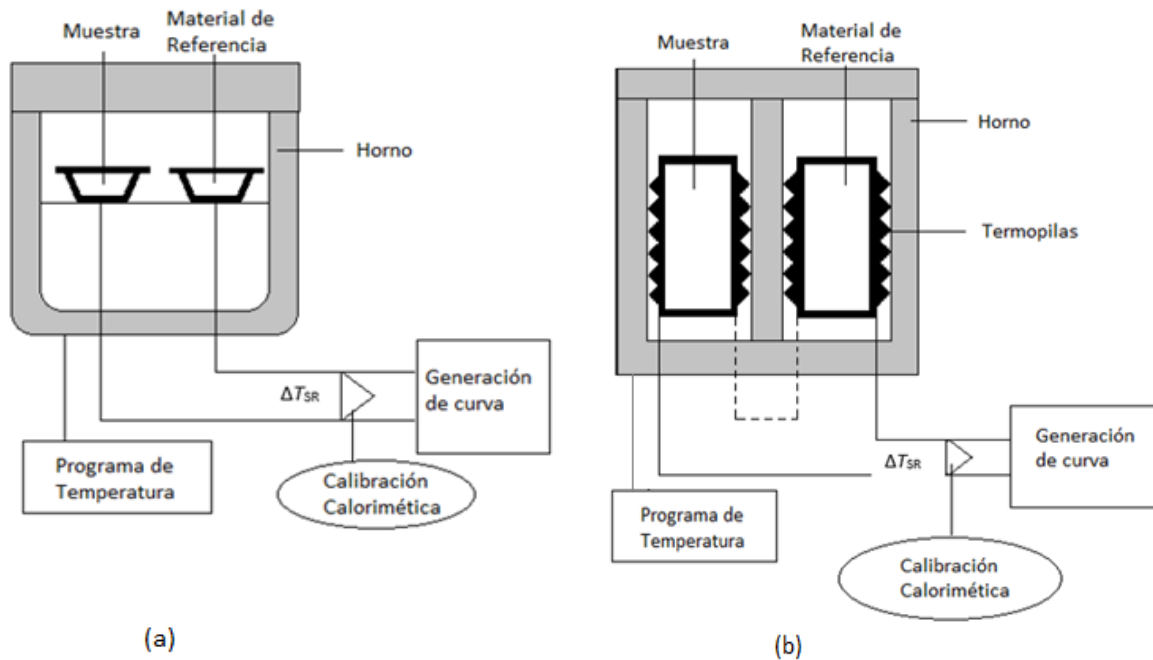 Muestra
Material de
Referencia
Horno
ΔTSR
Generación
de curva
Programa de
Temperatura
Calibración
Calorimética
(a)
Muestra
Material de
Referencia
Horno
Termopilas
ΔTSR
Generación
de curva
Programa de
Temperatura
Calibración
Calorimética
(b)